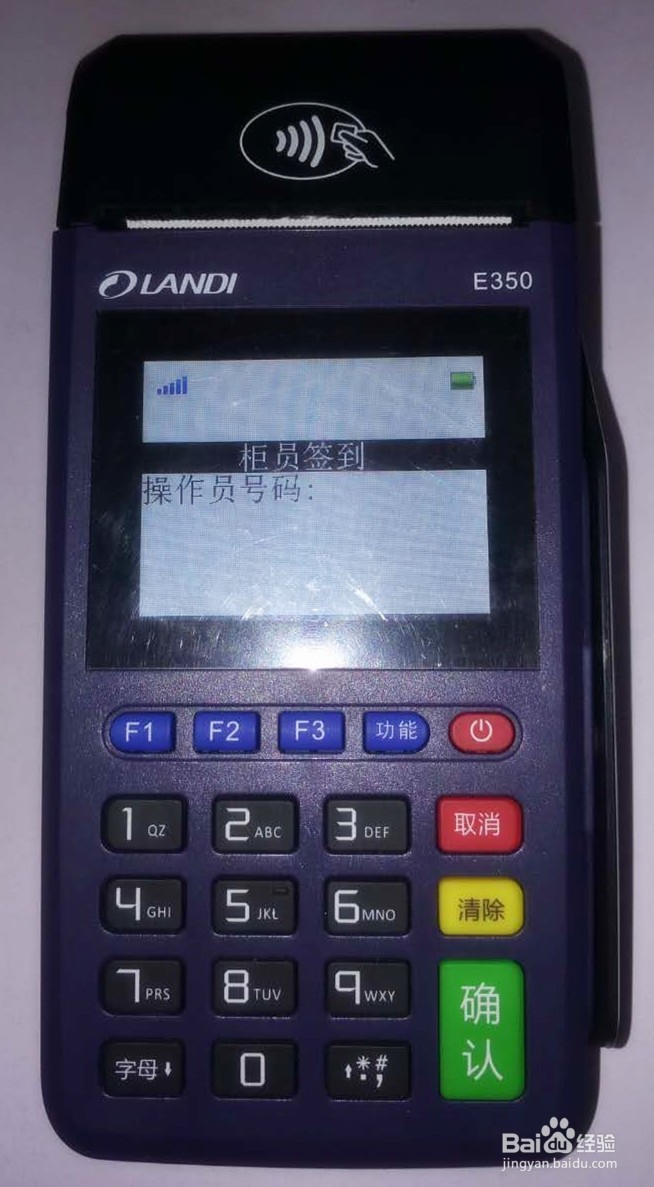 LANDI
E350
柜员签到
操作员号码:
F1 F2 F3 功能
1 QZ 2 ABC 3 DEF 取消
4 GHI 5 JKL 6 MNO 清除
7 PRS 8 TUV 9 WXY 确认
字母⬇ 0 ⬆*#.,
Baidu经验
jingyan.baidu.com